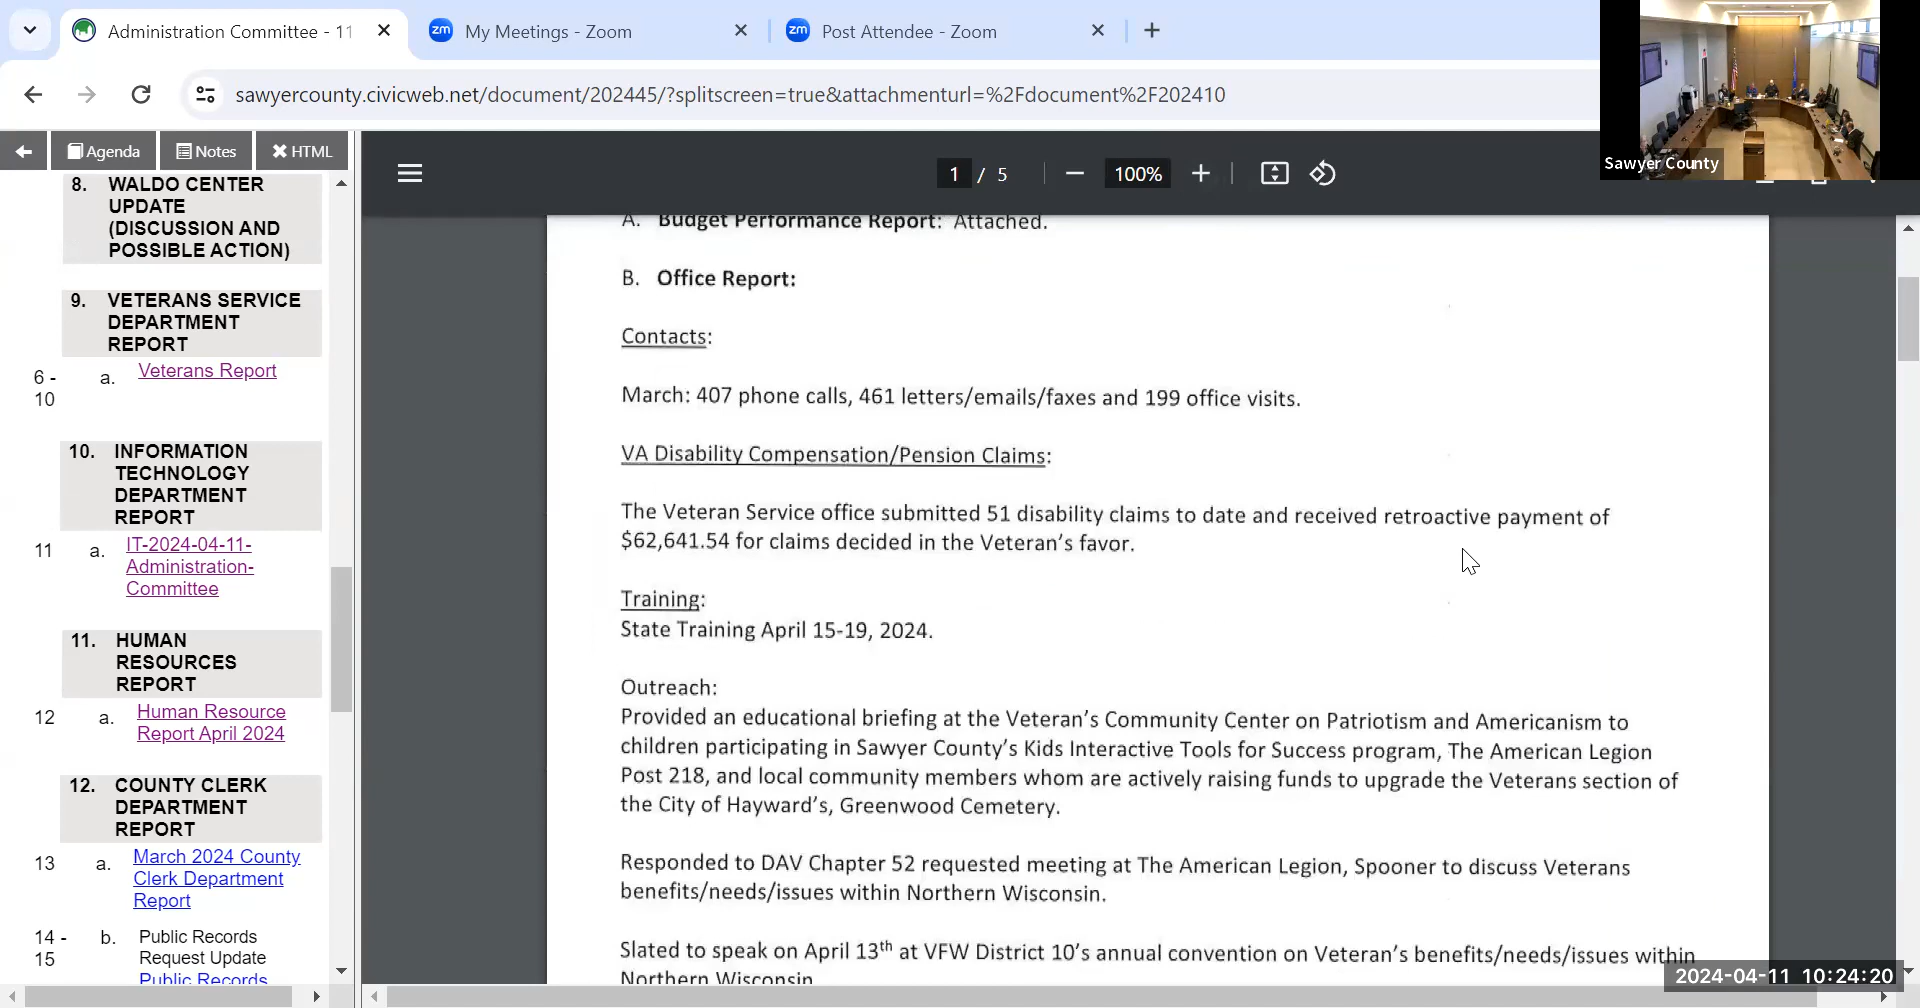 Administration Committee - 11
My Meetings - Zoom
Post Attendee - Zoom
sawyercounty.civicweb.net/document/202445/?splitscreen=true&attachmenturl=%2Fdocument%2F202410
Sawyer County
Agenda
Notes
HTML
1 / 5
100%
8. WALDO CENTER
UPDATE
(DISCUSSION AND
POSSIBLE ACTION)
9. VETERANS SERVICE
DEPARTMENT
REPORT
6 -
10
a. Veterans Report
10. INFORMATION
TECHNOLOGY
DEPARTMENT
REPORT
11 a. IT-2024-04-11-
Administration-
Committee
11. HUMAN
RESOURCES
REPORT
12 a. Human Resource
Report April 2024
12. COUNTY CLERK
DEPARTMENT
REPORT
13 a. March 2024 County
Clerk Department
Report
14 -
15
b. Public Records
Request Update
Public Records
A. Budget Performance Report: Attached.
B. Office Report:
Contacts:
March: 407 phone calls, 461 letters/emails/faxes and 199 office visits.
VA Disability Compensation/Pension Claims:
The Veteran Service office submitted 51 disability claims to date and received retroactive payment of
$62,641.54 for claims decided in the Veteran's favor.
Training:
State Training April 15-19, 2024.
Outreach:
Provided an educational briefing at the Veteran's Community Center on Patriotism and Americanism to
children participating in Sawyer County's Kids Interactive Tools for Success program, The American Legion
Post 218, and local community members whom are actively raising funds to upgrade the Veterans section of
the City of Hayward's, Greenwood Cemetery.
Responded to DAV Chapter 52 requested meeting at The American Legion, Spooner to discuss Veterans
benefits/needs/issues within Northern Wisconsin.
Slated to speak on April 13th at VFW District 10's annual convention on Veteran's benefits/needs/issues within
Northern Wisconsin
2024-04-11 10:24:20